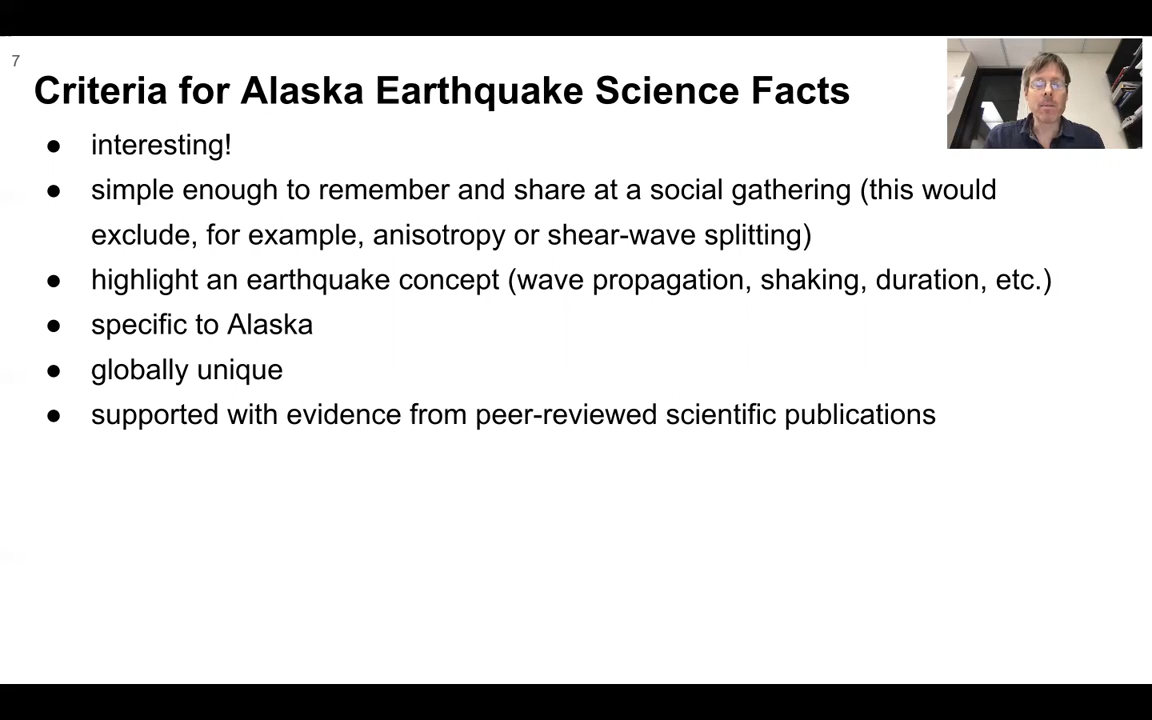 7
Criteria for Alaska Earthquake Science Facts
● interesting!
● simple enough to remember and share at a social gathering (this would
exclude, for example, anisotropy or shear-wave splitting)
● highlight an earthquake concept (wave propagation, shaking, duration, etc.)
● specific to Alaska
● globally unique
● supported with evidence from peer-reviewed scientific publications